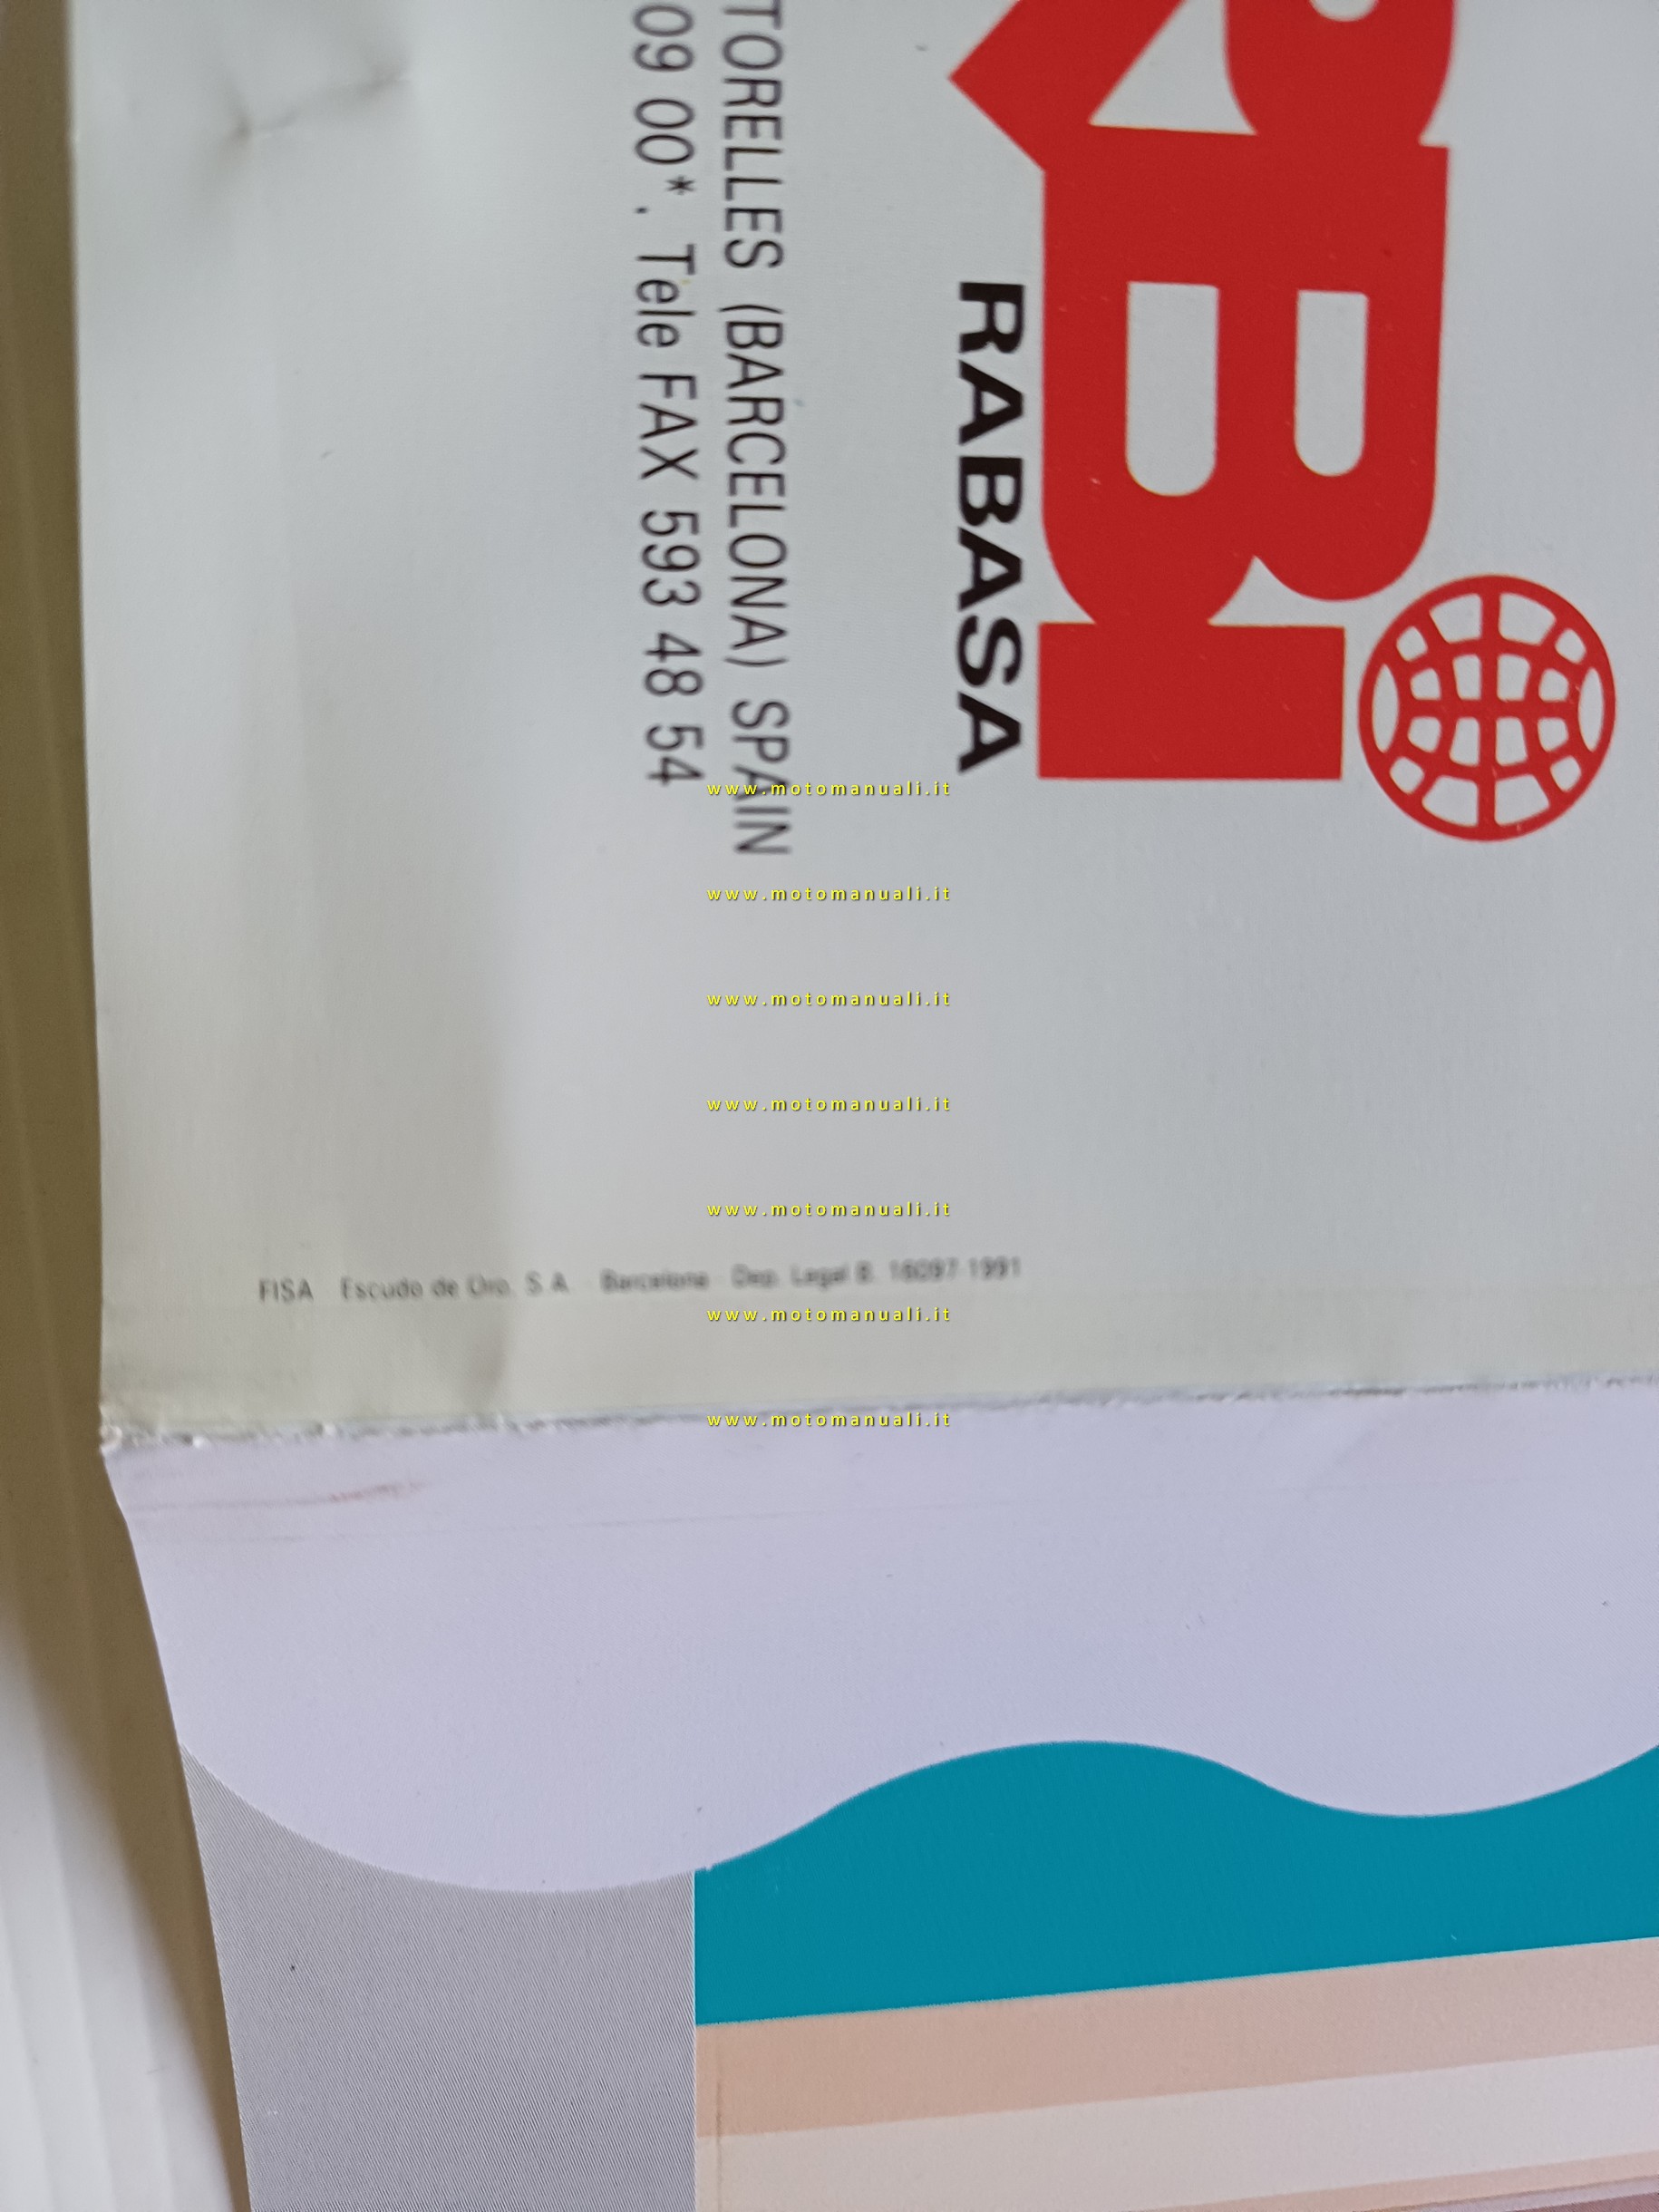 RBI
RABASA
TORELLES (BARCELONA) SPAIN
09 00*. Tele FAX 593 48 54
www.motomanuali.it
www.motomanuali.it
www.motomanuali.it
www.motomanuali.it
www.motomanuali.it
FISA Escudo de Oro, S.A. Barcelona Dep. Legal B. 16097-1991
www.motomanuali.it
www.motomanuali.it